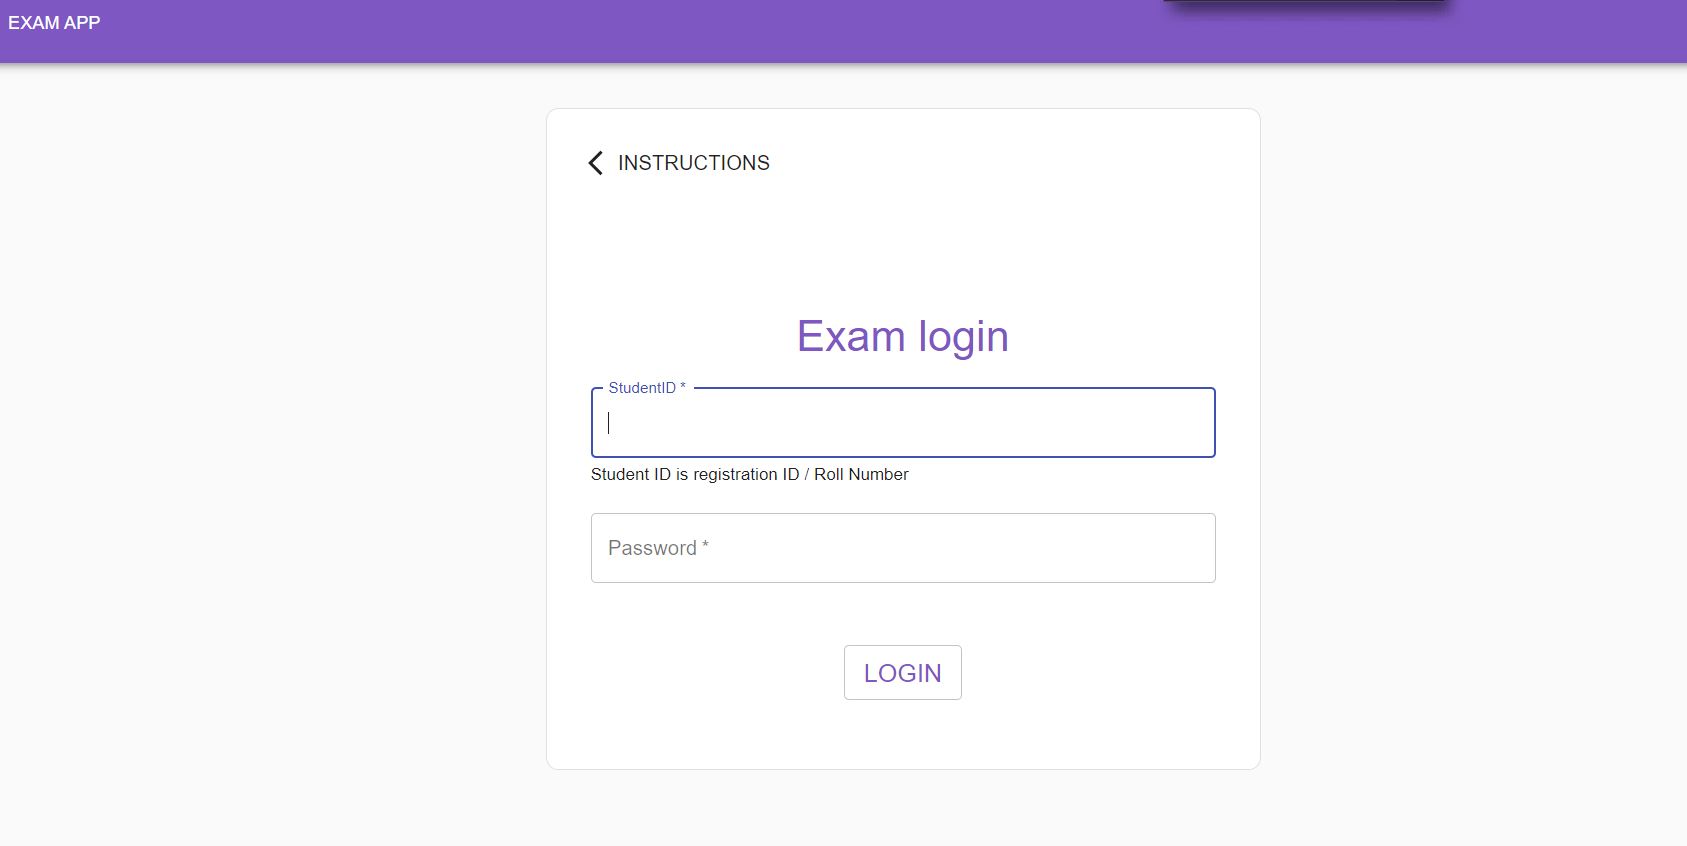 EXAM APP
INSTRUCTIONS
Exam login
StudentID *
Student ID is registration ID / Roll Number
Password *
LOGIN